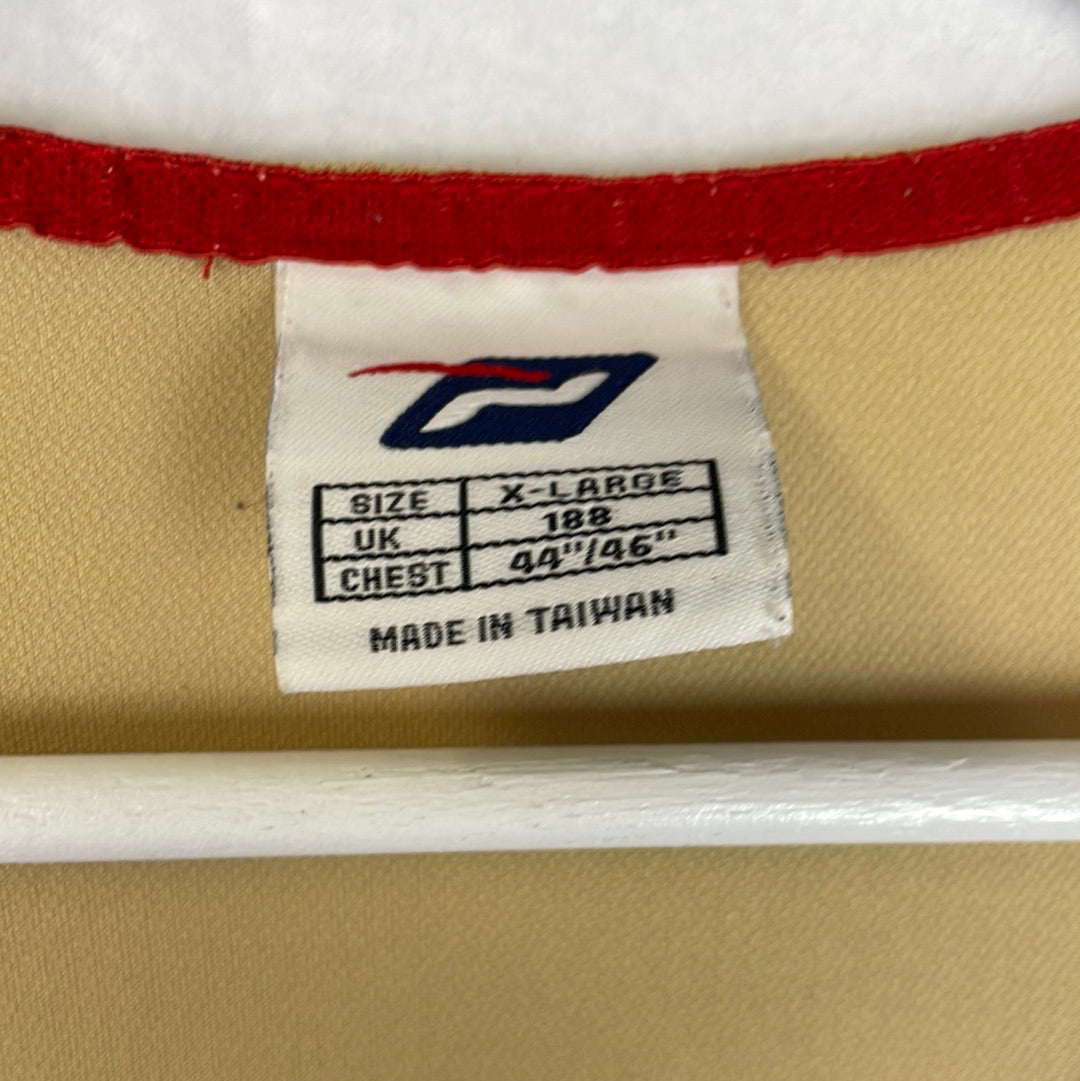 SIZE X-LARGE
UK 188
CHEST 44"/46"
MADE IN TAIWAN